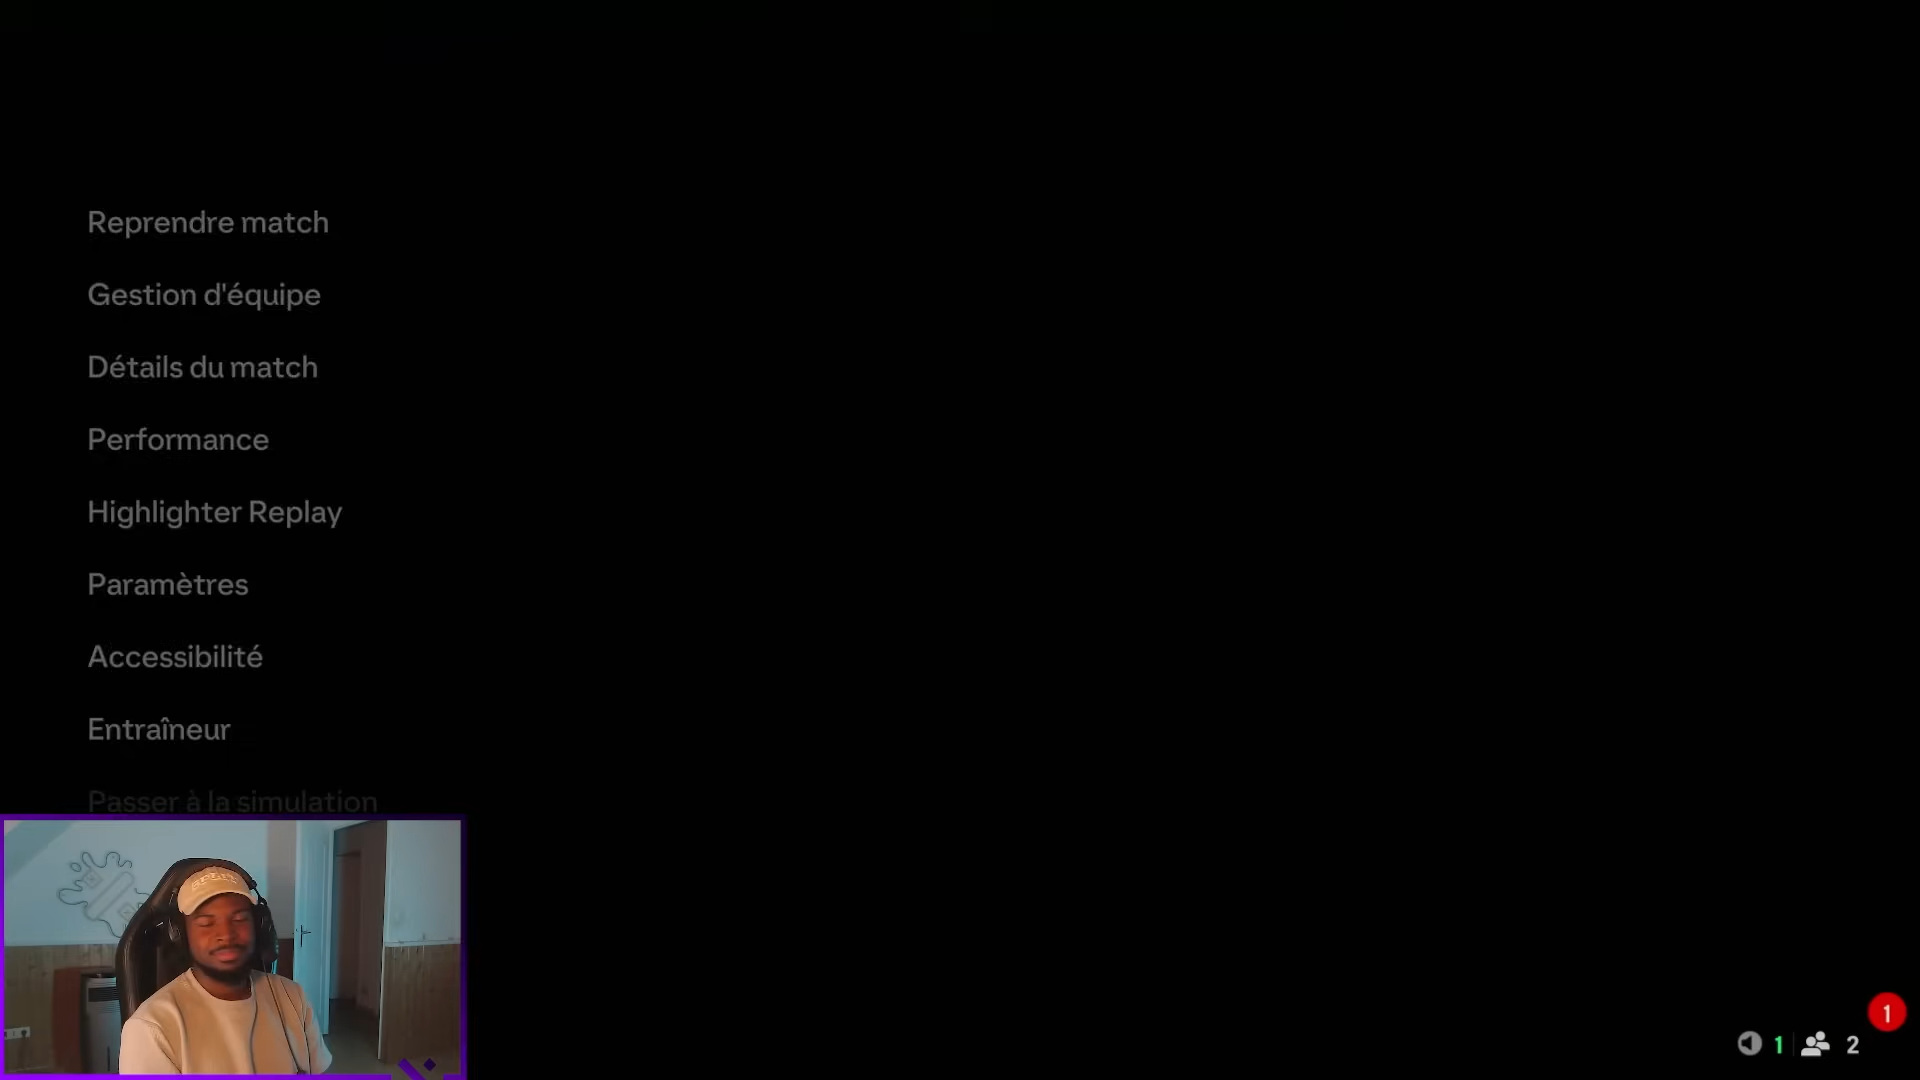 Reprendre match
Gestion d'équipe
Détails du match
Performance
Highlighter Replay
Paramètres
Accessibilité
Entraîneur
Passer à la simulation
1
1
2